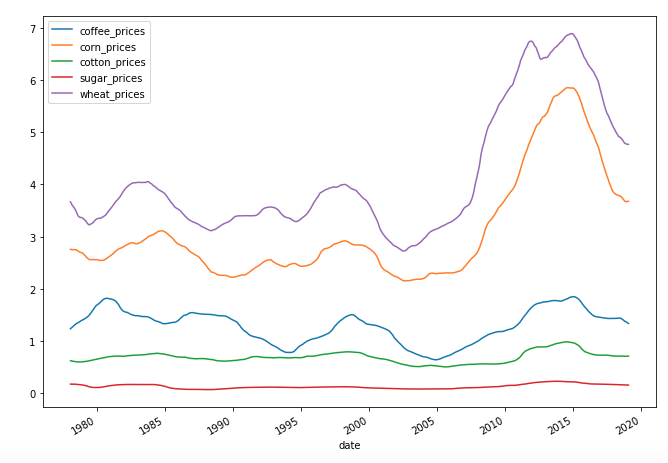 7
6
5
4
3
2
1
0
coffee_prices
corn_prices
cotton_prices
sugar_prices
wheat_prices
1980
1985
1990
1995
2000
2005
2010
2015
2020
date